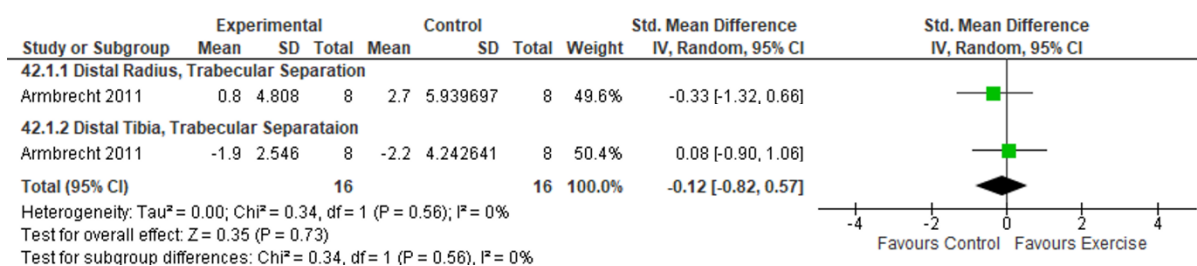 Experimental Control Std. Mean Difference Std. Mean Difference
Study or Subgroup Mean SD Total Mean SD Total Weight IV, Random, 95% CI IV, Random, 95% CI
42.1.1 Distal Radius, Trabecular Separation
Armbrecht 2011 0.8 4.808 8 2.7 5.939697 8 49.6% -0.33 [-1.32, 0.66]
42.1.2 Distal Tibia, Trabecular Separataion
Armbrecht 2011 -1.9 2.546 8 -2.2 4.242641 8 50.4% 0.08 [-0.90, 1.06]
Total (95% CI) 16 16 100.0% -0.12 [-0.82, 0.57]
Heterogeneity: Tau² = 0.00; Chi² = 0.34, df = 1 (P = 0.56); I² = 0%
Test for overall effect: Z = 0.35 (P = 0.73)
Test for subgroup differences: Chi² = 0.34, df = 1 (P = 0.56), I² = 0%
-4 -2 0 2 4
Favours Control Favours Exercise